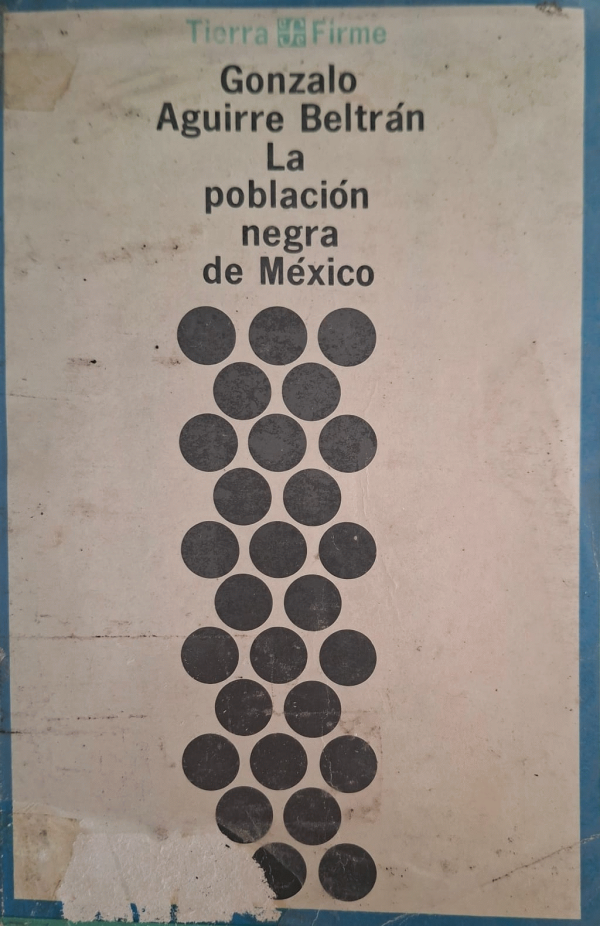 Tierra Firme
Gonzalo
Aguirre Beltrán
La
población
negra
de México